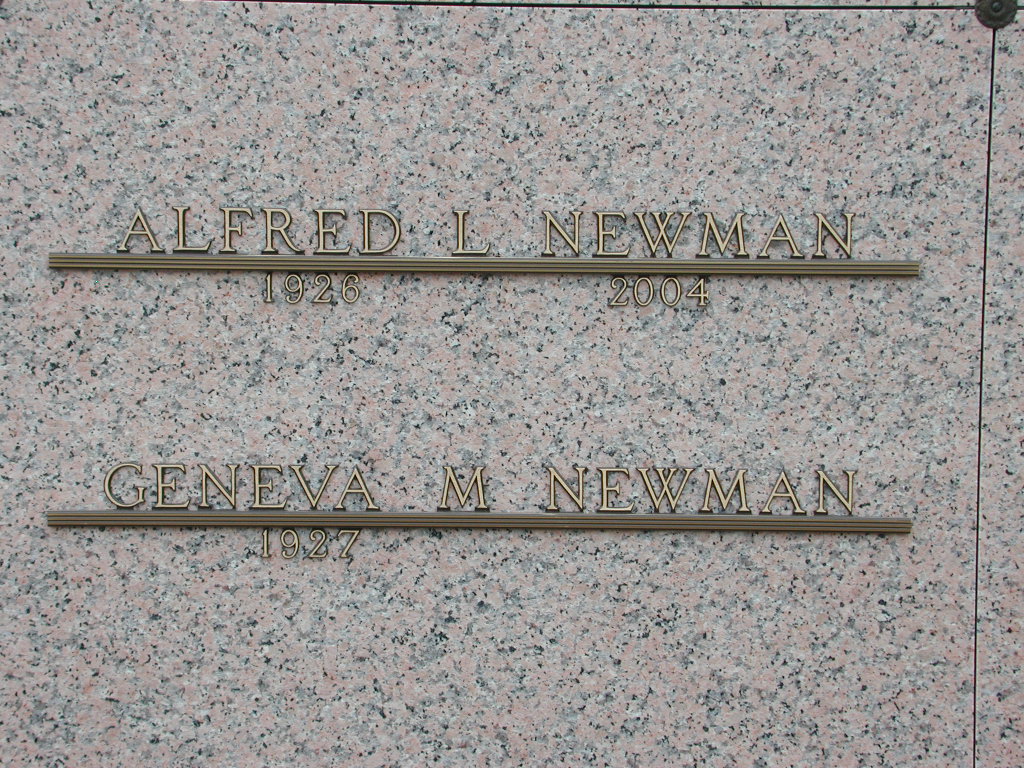 ALFRED L NEWMAN
1926 2004
GENEVA M NEWMAN
1927